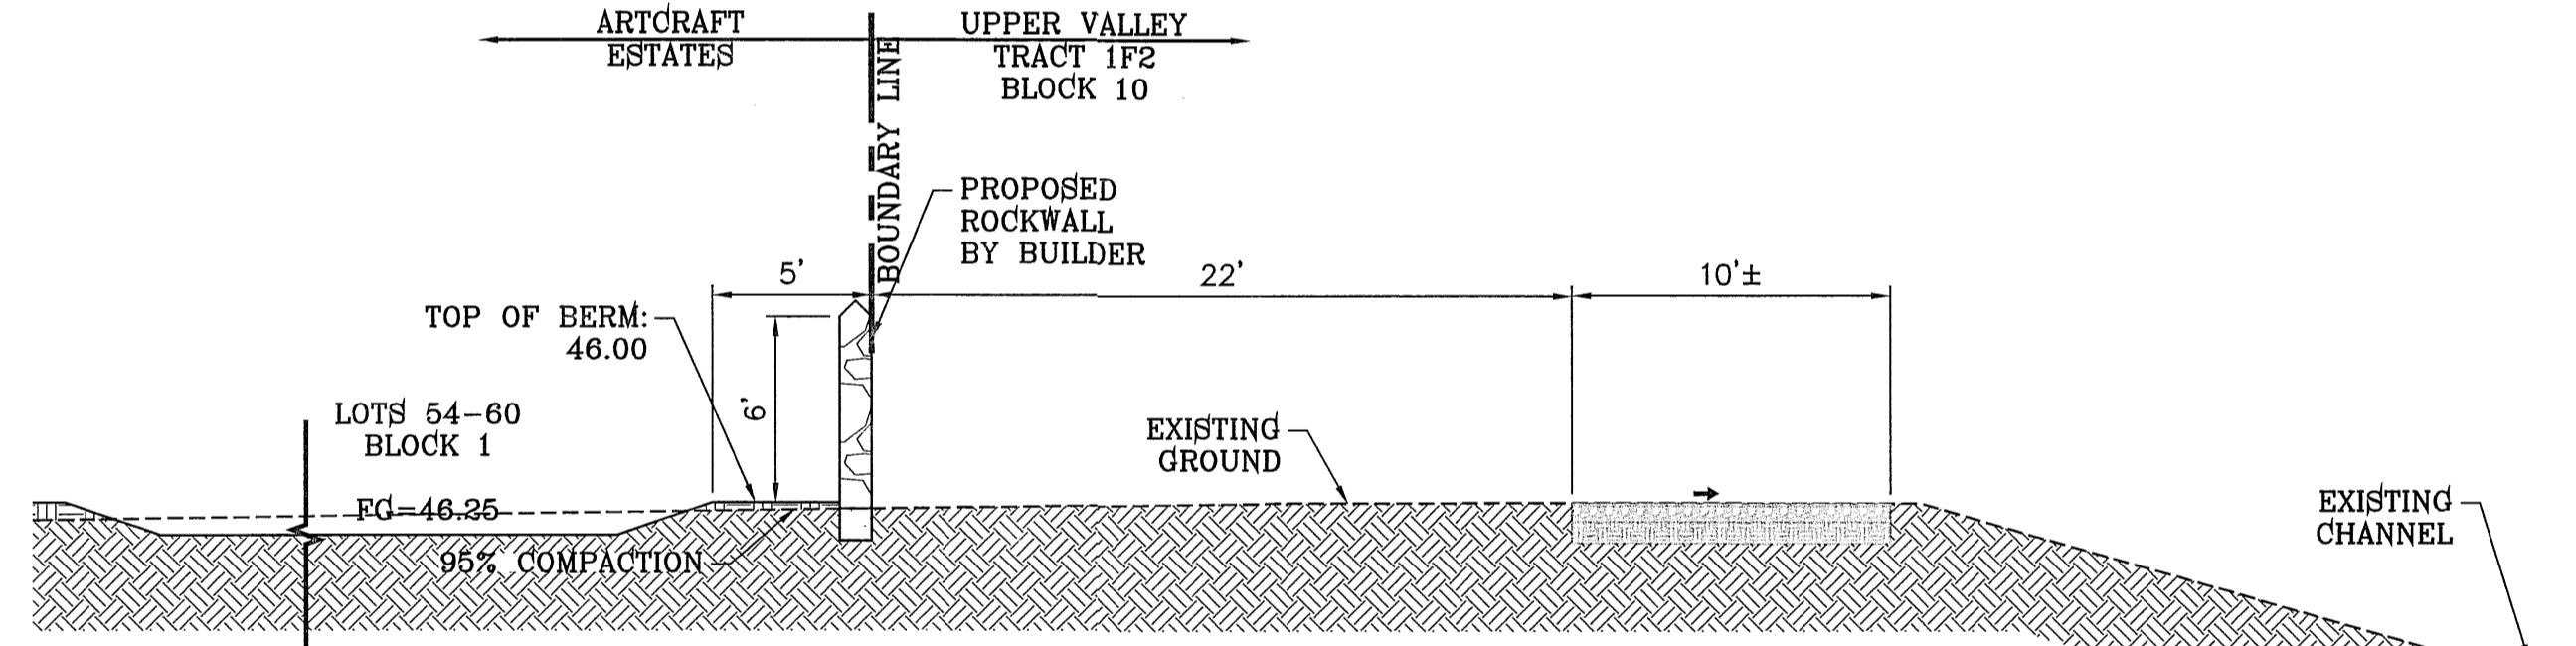 ARTCRAFT
ESTATES
UPPER VALLEY
TRACT 1F2
BLOCK 10
BOUNDARY LINE
PROPOSED
ROCKWALL
BY BUILDER
5'
22'
10'±
TOP OF BERM:
46.00
6'
LOTS 54-60
BLOCK 1
EXISTING
GROUND
FG=46.25
EXISTING
CHANNEL
95% COMPACTION